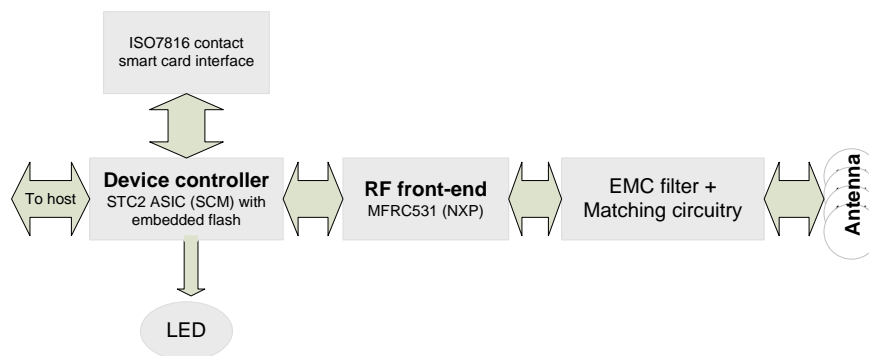 ISO7816 contact
smart card interface
To host
Device controller
STC2 ASIC (SCM) with
embedded flash
RF front-end
MFRC531 (NXP)
EMC filter +
Matching circuitry
Antenna
LED